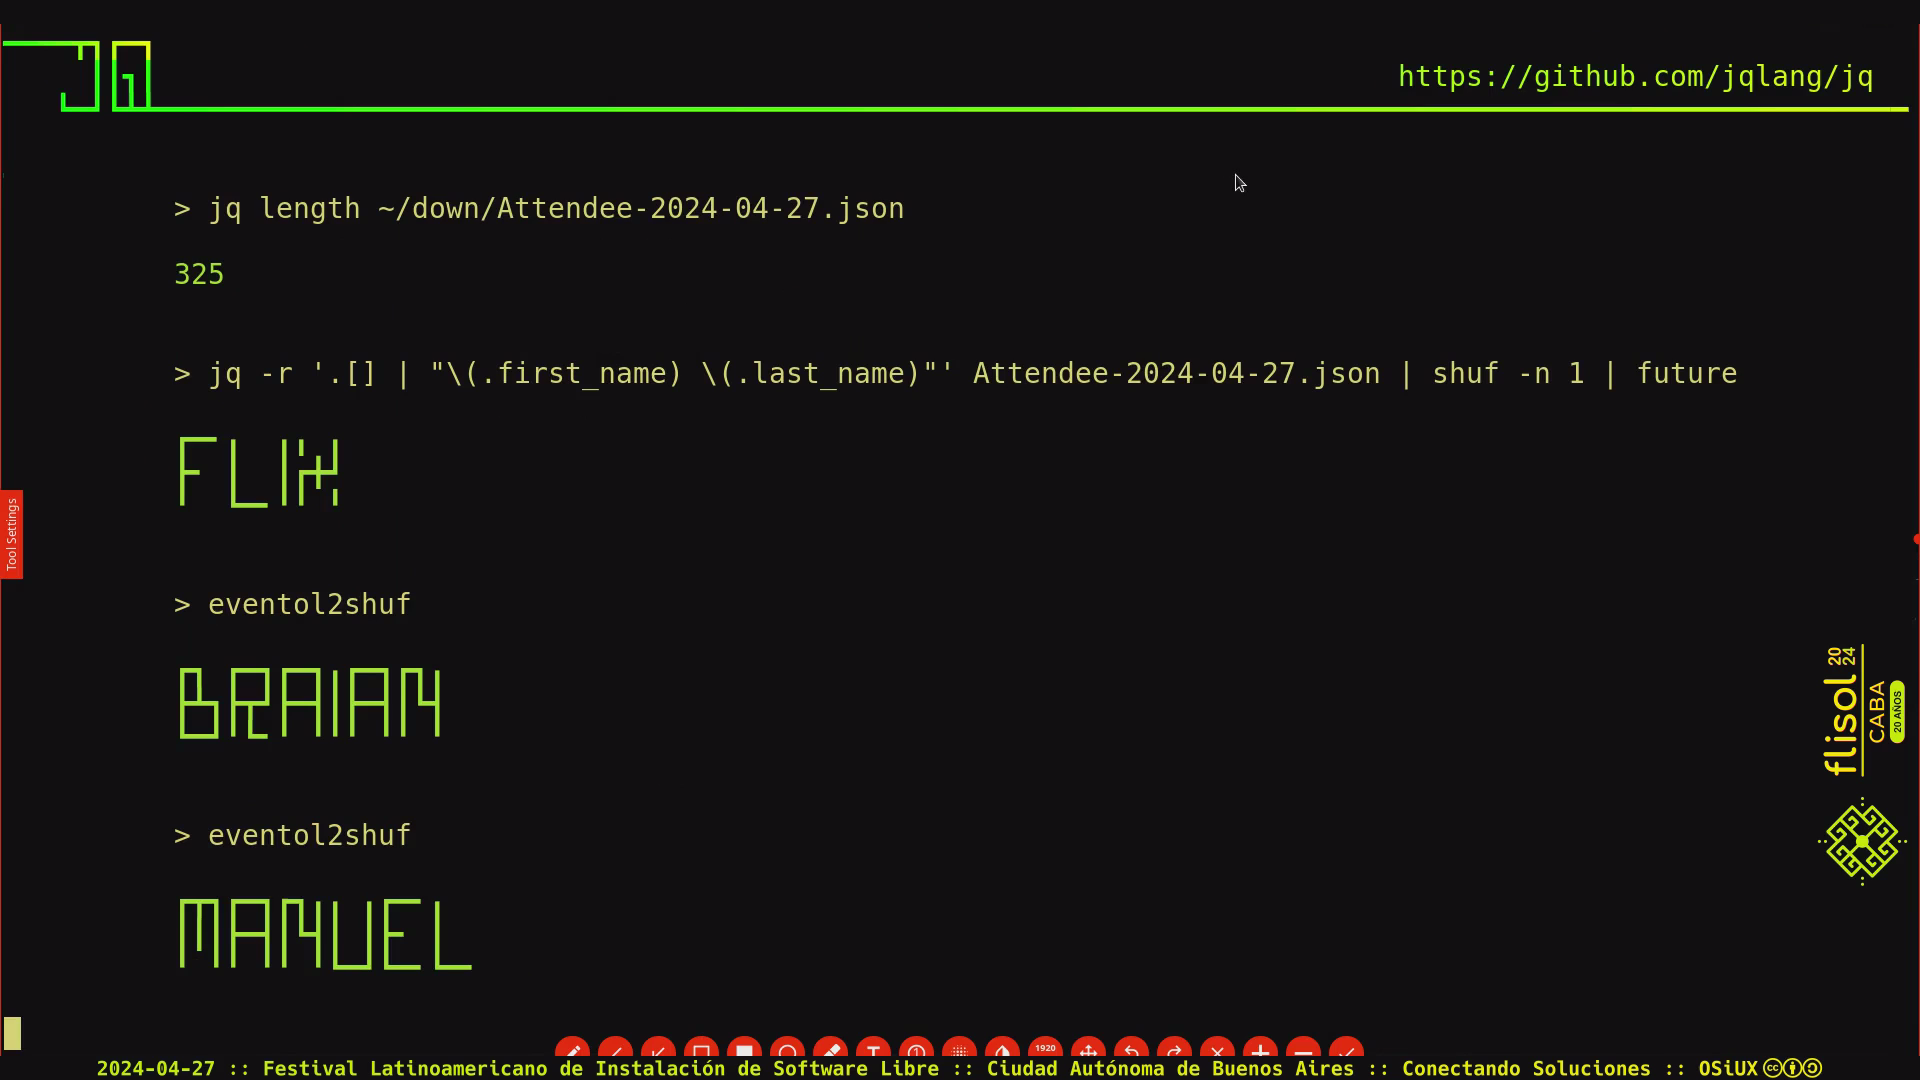 JQ
https://github.com/jqlang/jq
> jq length ~/down/Attendee-2024-04-27.json
325
> jq -r '.[] | "\(.first_name) \(.last_name)"' Attendee-2024-04-27.json | shuf -n 1 | future
FLIX
> eventol2shuf
BRAIAN
> eventol2shuf
MANUEL
Tool Settings
flisol 20 24
CABA
20 AÑOS
1920
2024-04-27 :: Festival Latinoamericano de Instalación de Software Libre :: Ciudad Autónoma de Buenos Aires :: Conectando Soluciones :: OSiUX